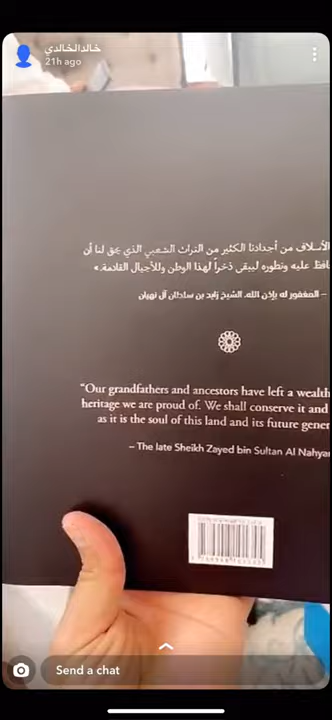 خالدالخالدي
21h ago
الأسلاف من أجدادنا الكثير من التراث الشعبي الذي يحق لنا أن
عليه ونطوره ليبقى ذخراً لهذا الوطن وللأجيال القادمة.»
– المغفور له بإذن الله، الشيخ زايد بن سلطان آل نهيان
“Our grandfathers and ancestors have left a wealth
heritage we are proud of. We shall conserve it and
as it is the soul of this land and its future gener
– The late Sheikh Zayed bin Sultan Al Nahyan
Send a chat